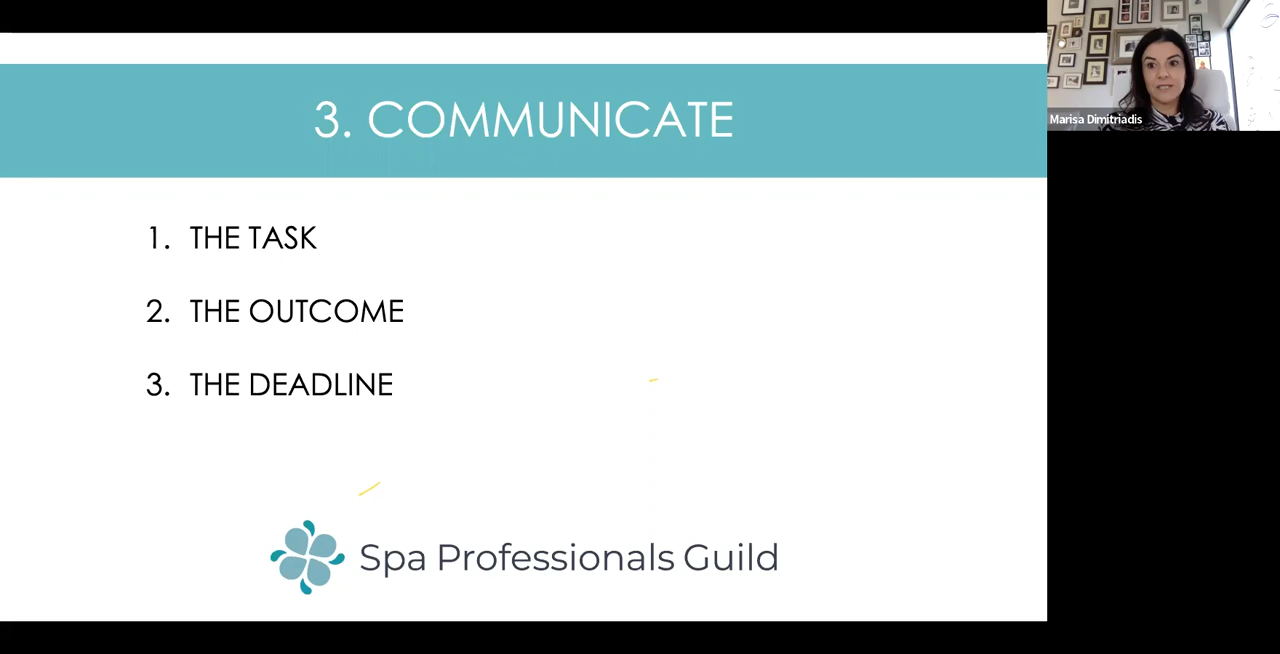 3. COMMUNICATE
Marisa Dimitriadis
1. THE TASK
2. THE OUTCOME
3. THE DEADLINE
Spa Professionals Guild